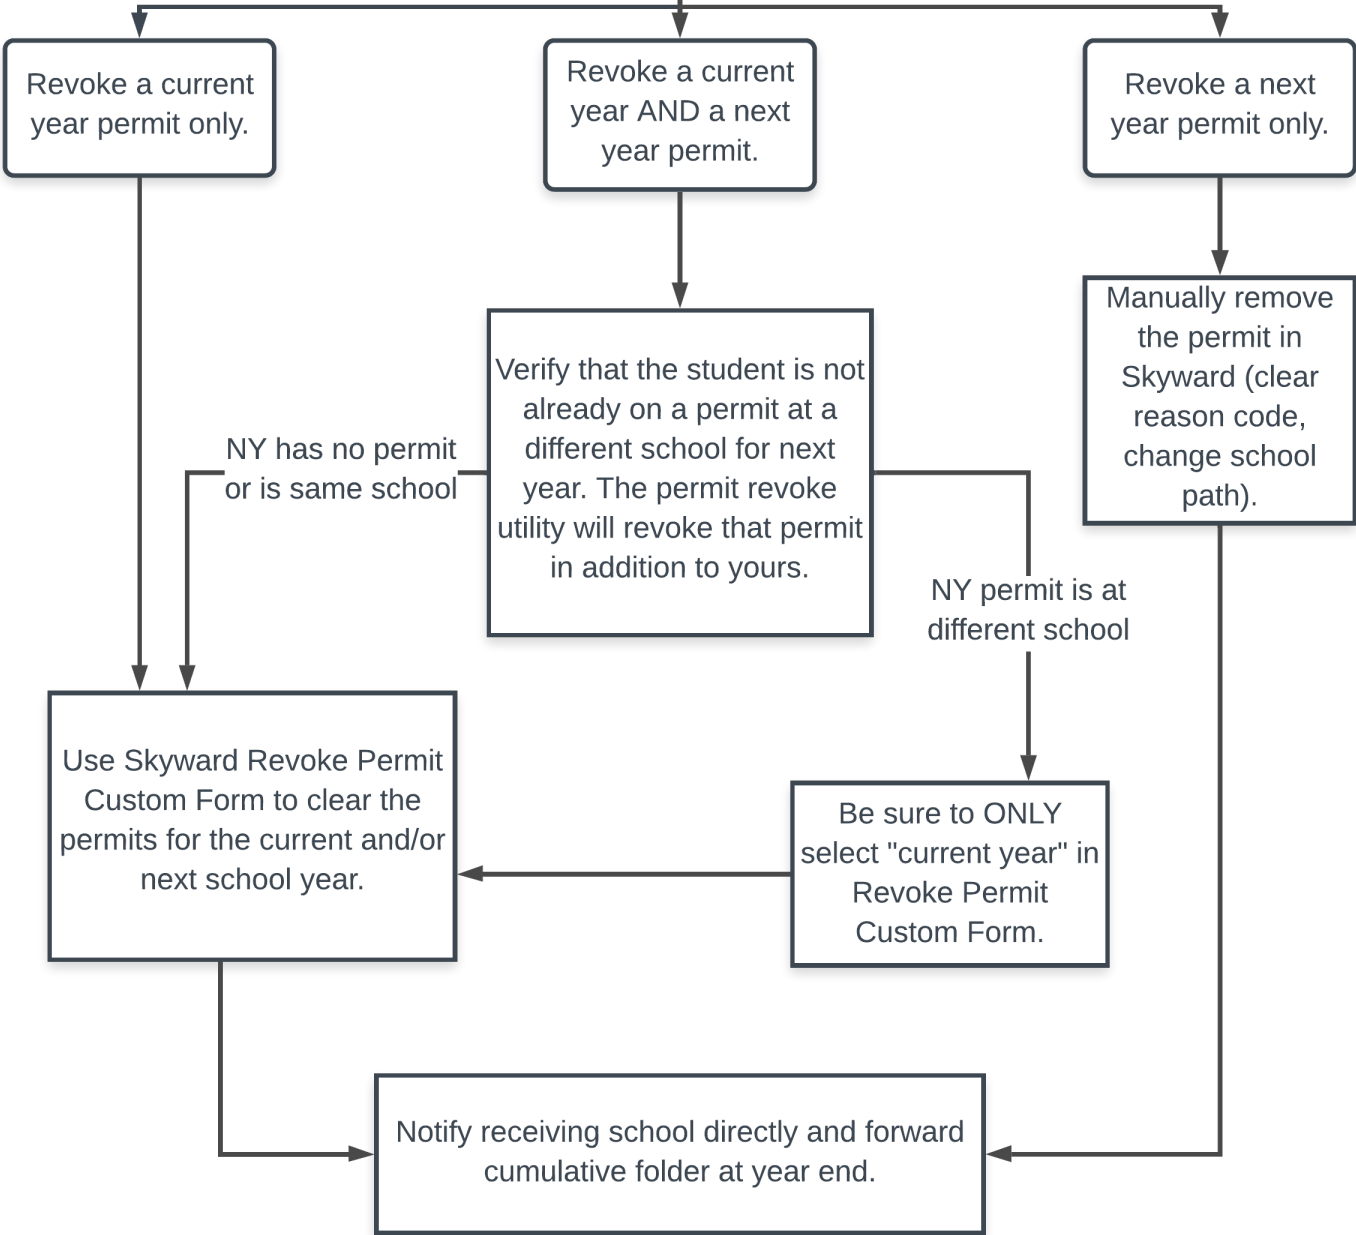 Revoke a current
year permit only.
Revoke a current
year AND a next
year permit.
Revoke a next
year permit only.
Manually remove
the permit in
Skyward (clear
reason code,
change school
path).
Verify that the student is not
already on a permit at a
different school for next
year. The permit revoke
utility will revoke that permit
in addition to yours.
NY has no permit
or is same school
NY permit is at
different school
Use Skyward Revoke Permit
Custom Form to clear the
permits for the current and/or
next school year.
Be sure to ONLY
select "current year" in
Revoke Permit
Custom Form.
Notify receiving school directly and forward
cumulative folder at year end.